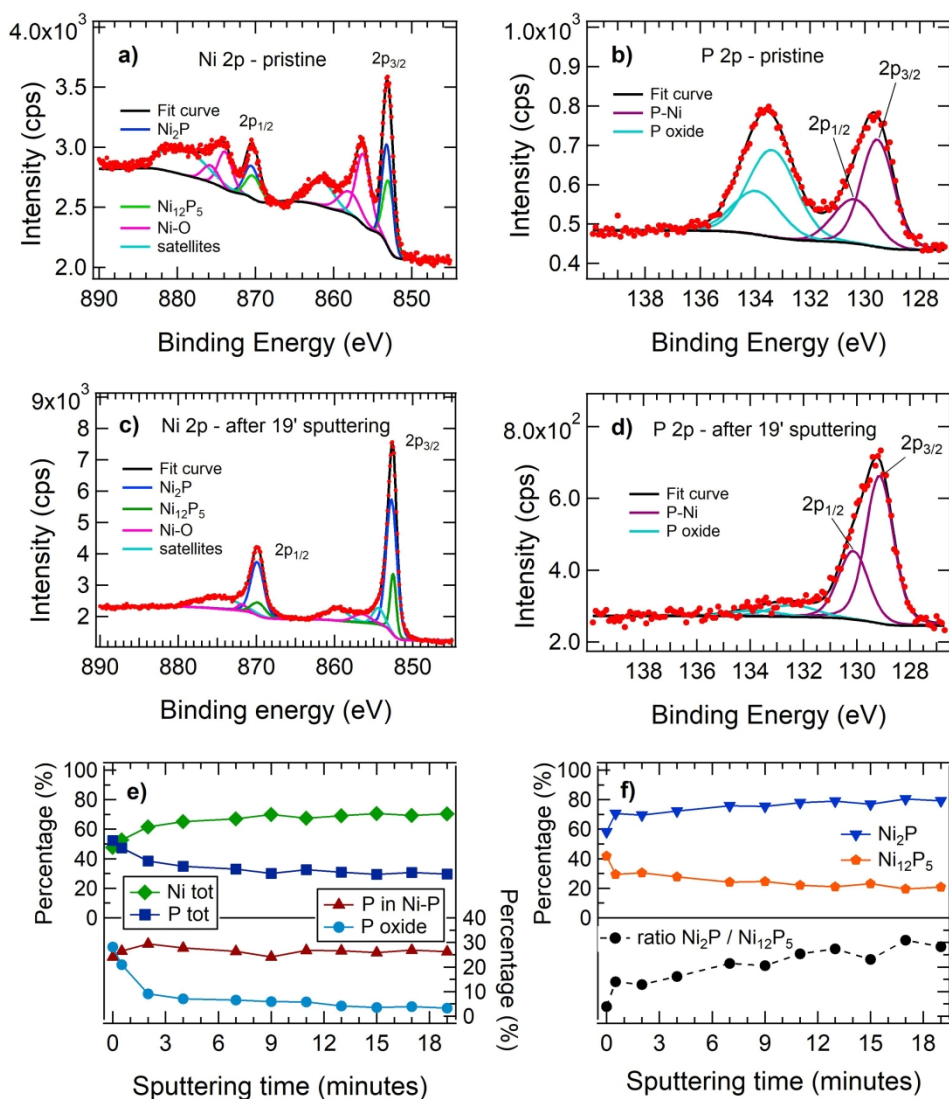 a)
Ni 2p - pristine
4.0x10³
3.5
3.0
2.5
2.0
Intensity (cps)
Fit curve
Ni₂P
Ni₁₂P₅
Ni-O
satellites
2p₁/₂
2p₃/₂
890 880 870 860 850
Binding Energy (eV)
b)
P 2p - pristine
1.0x10³
0.9
0.8
0.7
0.6
0.5
0.4
Intensity (cps)
Fit curve
P-Ni
P oxide
2p₁/₂
2p₃/₂
138 136 134 132 130 128
Binding Energy (eV)
c)
Ni 2p - after 19' sputtering
9x10³
8
7
6
5
4
3
2
Intensity (cps)
Fit curve
Ni₂P
Ni₁₂P₅
Ni-O
satellites
2p₁/₂
2p₃/₂
890 880 870 860 850
Binding energy (eV)
d)
P 2p - after 19' sputtering
8.0x10²
6.0
4.0
2.0
Intensity (cps)
Fit curve
P-Ni
P oxide
2p₁/₂
2p₃/₂
138 136 134 132 130 128
Binding Energy (eV)
e)
100
80
60
40
20
0
Percentage (%)
Ni tot
P tot
P in Ni-P
P oxide
40
30
20
10
0
Percentage (%)
0 3 6 9 12 15 18
Sputtering time (minutes)
f)
100
80
60
40
20
0
Percentage (%)
Ni₂P
Ni₁₂P₅
ratio Ni₂P / Ni₁₂P₅
0 3 6 9 12 15 18
Sputtering time (minutes)